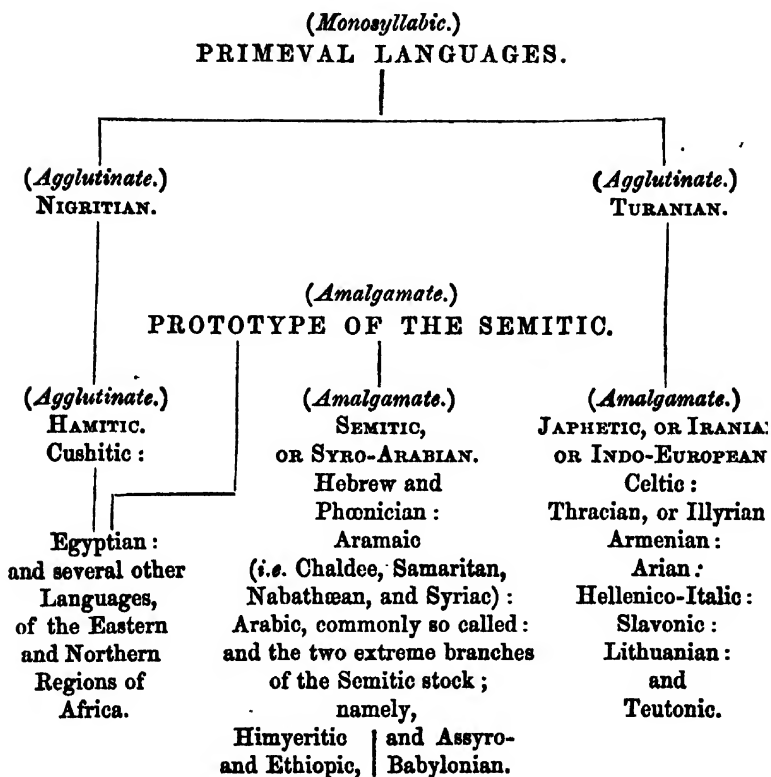 (Monosyllabic.)
PRIMEVAL LANGUAGES.
(Agglutinate.)
NIGRITIAN.
(Agglutinate.)
TURANIAN.
(Amalgamate.)
PROTOTYPE OF THE SEMITIC.
(Agglutinate.)
HAMITIC.
Cushitic :
Egyptian :
and several other
Languages,
of the Eastern
and Northern
Regions of
Africa.
(Amalgamate.)
SEMITIC,
OR SYRO-ARABIAN.
Hebrew and
Phœnician :
Aramaic
(i.e. Chaldee, Samaritan,
Nabathæan, and Syriac) :
Arabic, commonly so called :
and the two extreme branches
of the Semitic stock ;
namely,
Himyeritic
and Ethiopic,
and Assyro-
Babylonian.
(Amalgamate.)
JAPHETIC, OR IRANIA
OR INDO-EUROPEAN
Celtic :
Thracian, or Illyrian
Armenian :
Arian :
Hellenico-Italic :
Slavonic :
Lithuanian :
and
Teutonic.